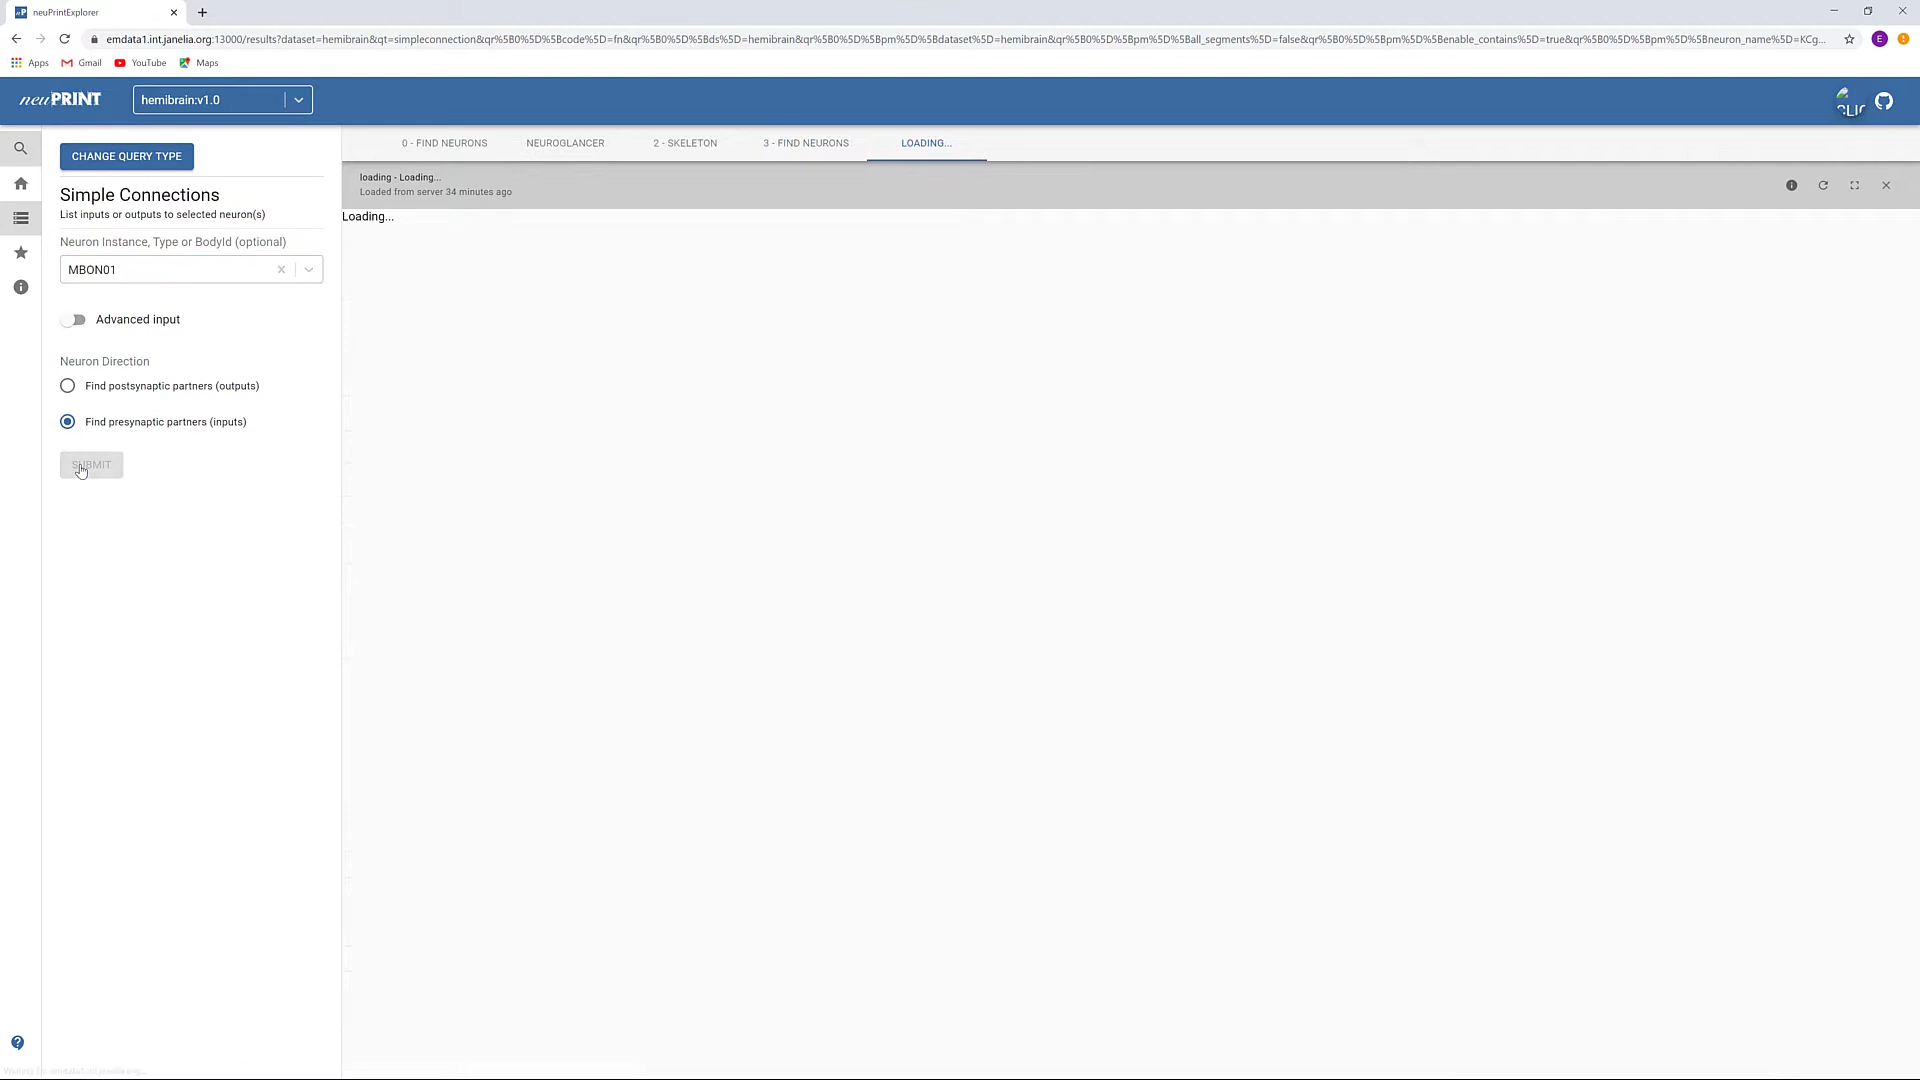 neuPrintExplorer
emdata1.int.janelia.org:13000/results?dataset=hemibrain&qt=simpleconnection&qr%5B0%5D%5Bcode%5D=fn&qr%5B0%5D%5Bds%5D=hemibrain&qr%5B0%5D%5Bpm%5D%5Bdataset%5D=hemibrain&qr%5B0%5D%5Bpm%5D%5Ball_segments%5D=false&qr%5B0%5D%5Bpm%5D%5Benable_contains%5D=true&qr%5B0%5D%5Bpm%5D%5Bneuron_name%5D=KCg...
E
Apps Gmail YouTube Maps
neuPRINT hemibrain:v1.0
CHANGE QUERY TYPE
Simple Connections
List inputs or outputs to selected neuron(s)
Neuron Instance, Type or BodyId (optional)
MBON01
Advanced input
Neuron Direction
Find postsynaptic partners (outputs)
Find presynaptic partners (inputs)
SUBMIT
0 - FIND NEURONS NEUROGLANCER 2 - SKELETON 3 - FIND NEURONS LOADING...
loading - Loading...
Loaded from server 34 minutes ago
Loading...